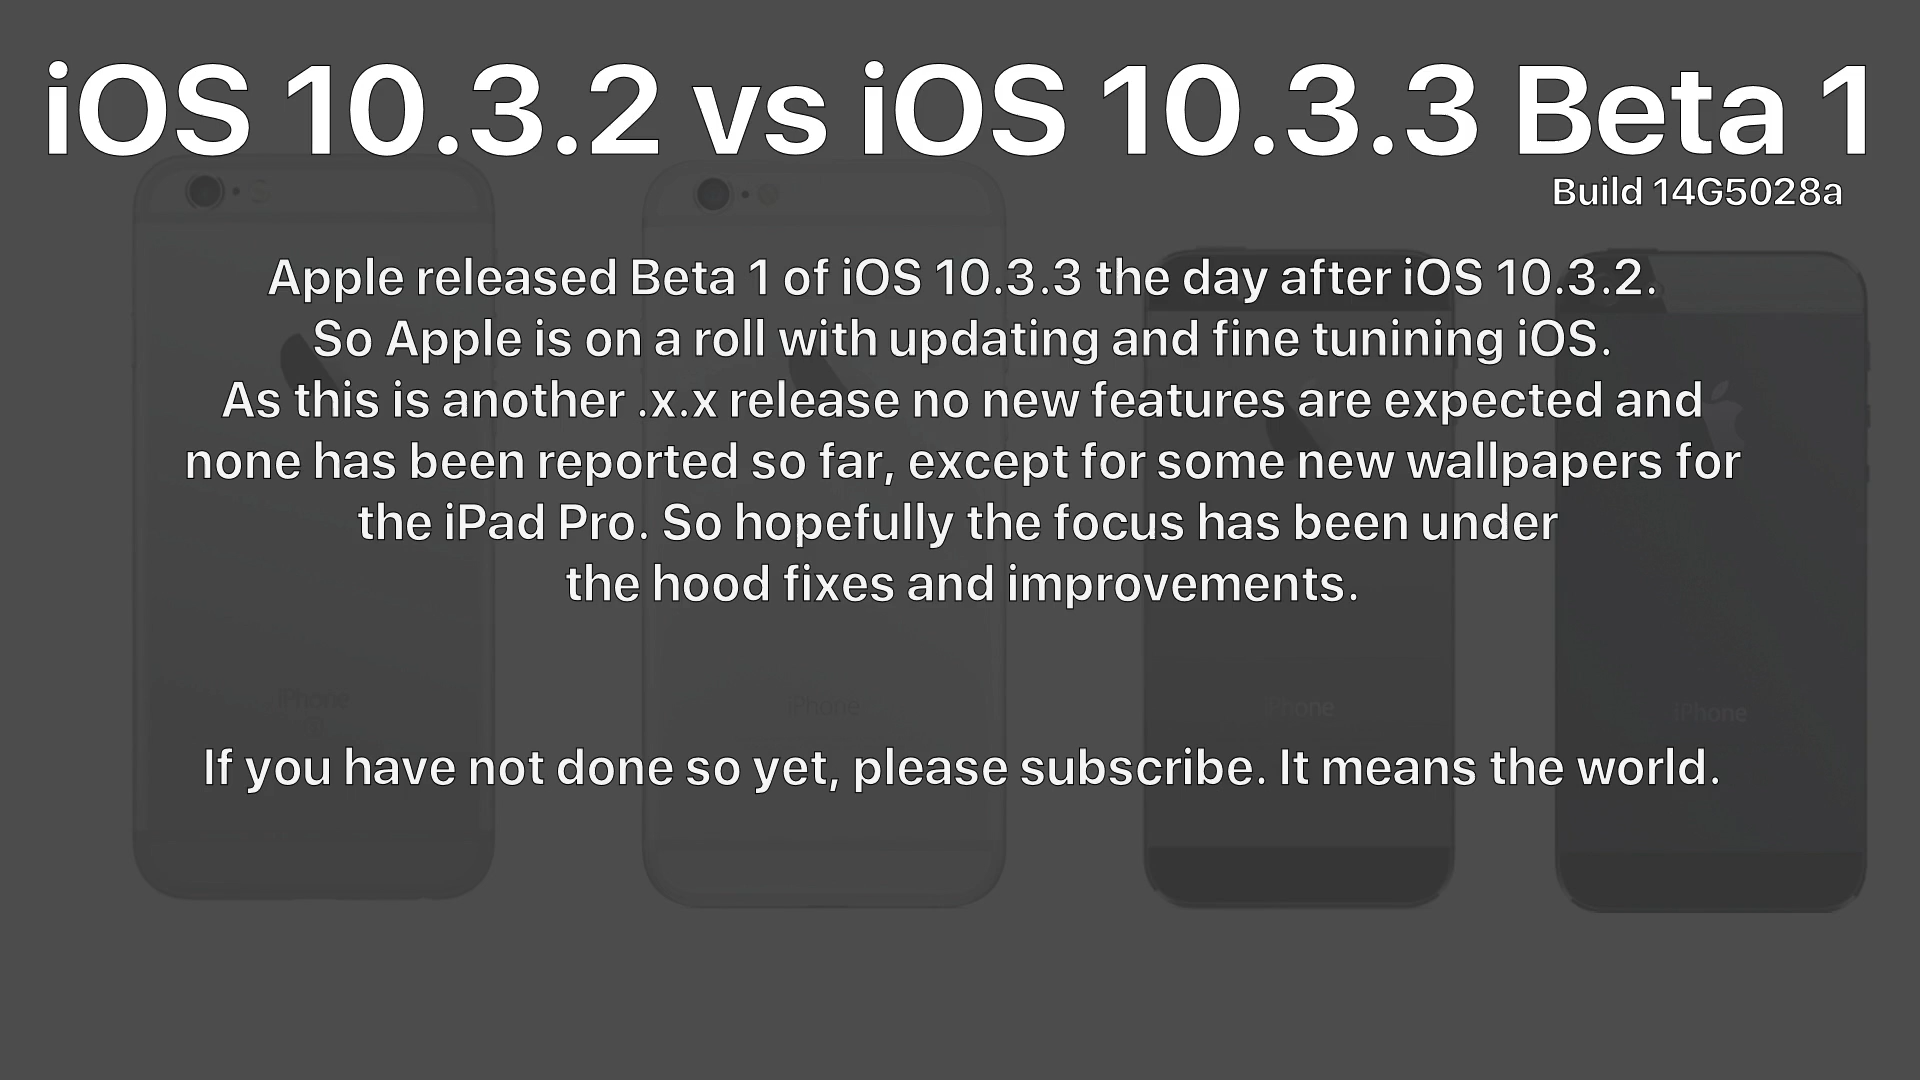 iOS 10.3.2 vs iOS 10.3.3 Beta 1
Build 14G5028a
Apple released Beta 1 of iOS 10.3.3 the day after iOS 10.3.2.
So Apple is on a roll with updating and fine tunining iOS.
As this is another .x.x release no new features are expected and
none has been reported so far, except for some new wallpapers for
the iPad Pro. So hopefully the focus has been under
the hood fixes and improvements.
iPhone
S
iPhone
iPhone
iPhone
If you have not done so yet, please subscribe. It means the world.